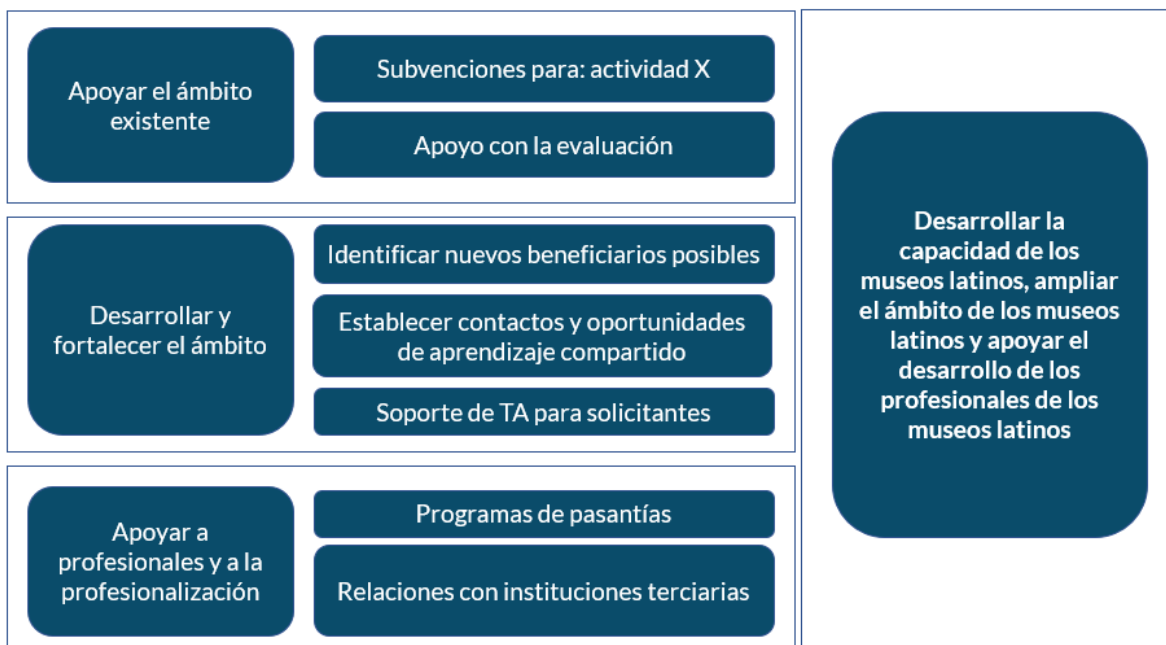 Apoyar el ámbito
existente
Subvenciones para: actividad X
Apoyo con la evaluación
Desarrollar y
fortalecer el ámbito
Identificar nuevos beneficiarios posibles
Establecer contactos y oportunidades
de aprendizaje compartido
Soporte de TA para solicitantes
Apoyar a
profesionales y a la
profesionalización
Programas de pasantías
Relaciones con instituciones terciarias
Desarrollar la
capacidad de los
museos latinos, ampliar
el ámbito de los museos
latinos y apoyar el
desarrollo de los
profesionales de los
museos latinos